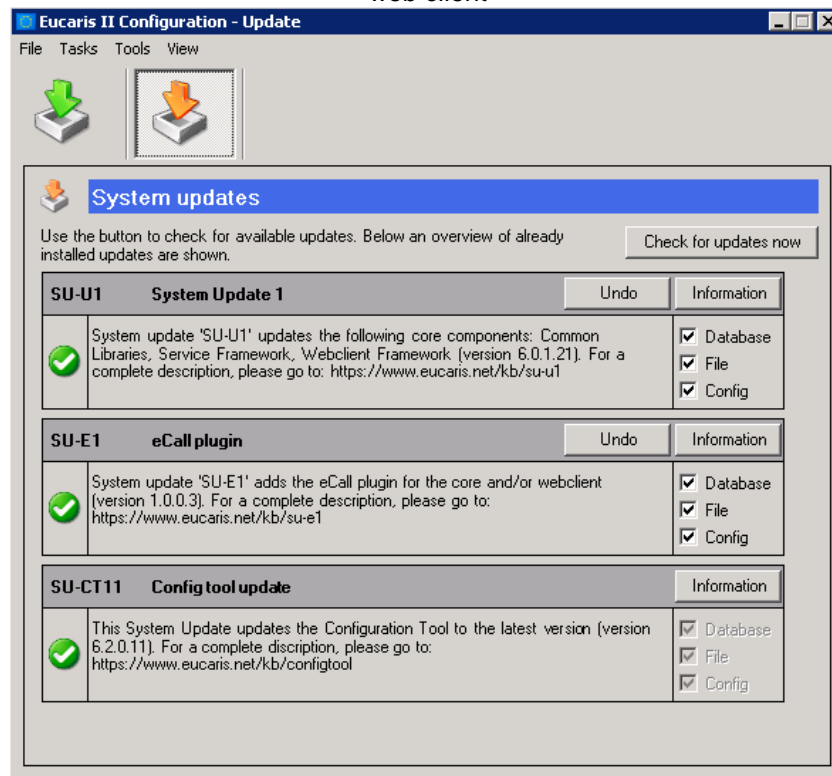 web client
Eucaris II Configuration - Update
File Tasks Tools View
System updates
Use the button to check for available updates. Below an overview of already
installed updates are shown.
Check for updates now
SU-U1 System Update 1 Undo Information
System update 'SU-U1' updates the following core components: Common
Libraries, Service Framework, Webclient Framework (version 6.0.1.21). For a
complete description, please go to: https://www.eucaris.net/kb/su-u1
Database
File
Config
SU-E1 eCall plugin Undo Information
System update 'SU-E1' adds the eCall plugin for the core and/or webclient
(version 1.0.0.3). For a complete description, please go to:
https://www.eucaris.net/kb/su-e1
Database
File
Config
SU-CT11 Config tool update Information
This System Update updates the Configuration Tool to the latest version (version
6.2.0.11). For a complete discription, please go to:
https://www.eucaris.net/kb/configtool
Database
File
Config